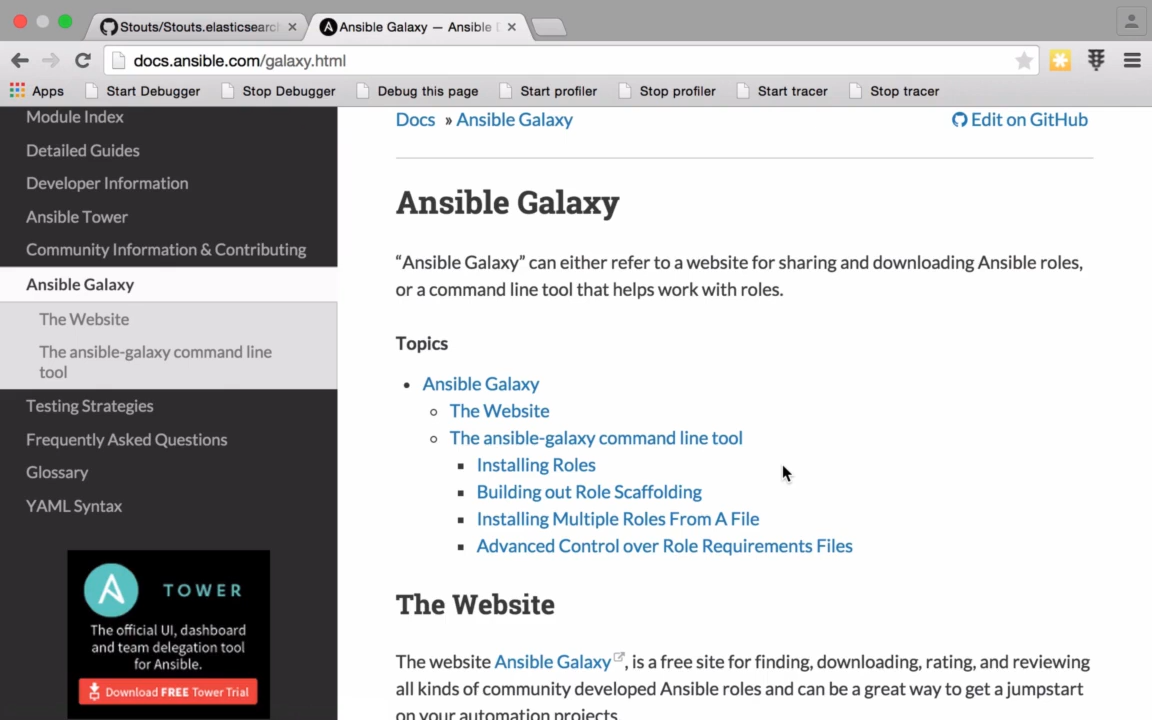 Stouts/Stouts.elasticsearch
Ansible Galaxy — Ansible D
docs.ansible.com/galaxy.html
Apps
Start Debugger
Stop Debugger
Debug this page
Start profiler
Stop profiler
Start tracer
Stop tracer
Module Index
Detailed Guides
Developer Information
Ansible Tower
Community Information & Contributing
Ansible Galaxy
The Website
The ansible-galaxy command line
tool
Testing Strategies
Frequently Asked Questions
Glossary
YAML Syntax
A TOWER
The official UI, dashboard
and team delegation tool
for Ansible.
Download FREE Tower Trial
Docs » Ansible Galaxy
Edit on GitHub
Ansible Galaxy
“Ansible Galaxy” can either refer to a website for sharing and downloading Ansible roles,
or a command line tool that helps work with roles.
Topics
Ansible Galaxy
The Website
The ansible-galaxy command line tool
Installing Roles
Building out Role Scaffolding
Installing Multiple Roles From A File
Advanced Control over Role Requirements Files
The Website
The website Ansible Galaxy, is a free site for finding, downloading, rating, and reviewing
all kinds of community developed Ansible roles and can be a great way to get a jumpstart
on your automation projects.